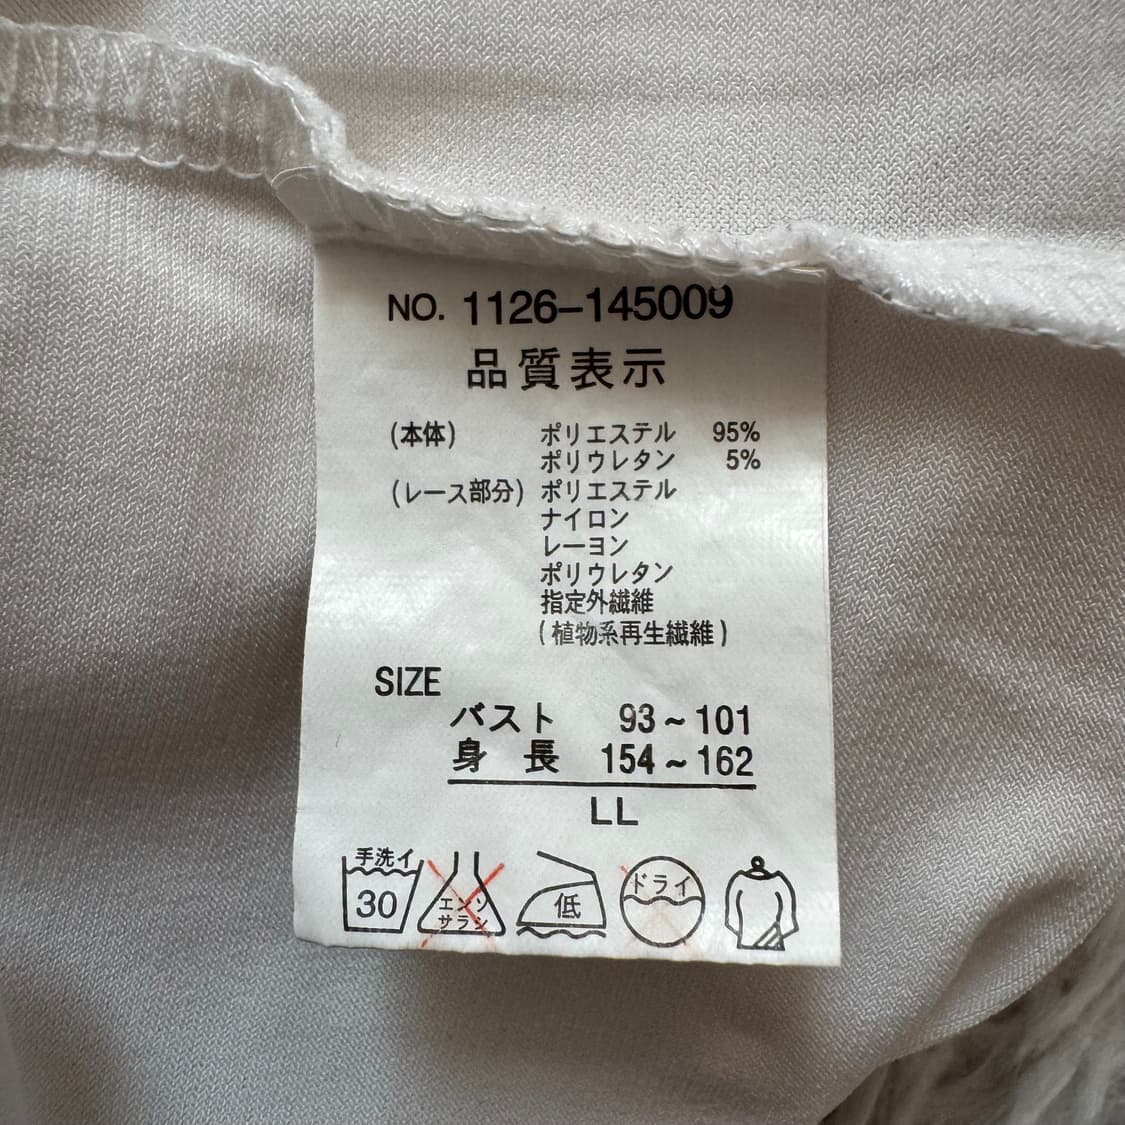 NO. 1126-145009
品質表示
(本体) ポリエステル 95%
ポリウレタン 5%
(レース部分) ポリエステル
ナイロン
レーヨン
ポリウレタン
指定外繊維
(植物系再生繊維)
SIZE
バスト 93~101
身長 154~162
LL
手洗イ
30
エンソ
サラシ
低
ドライ